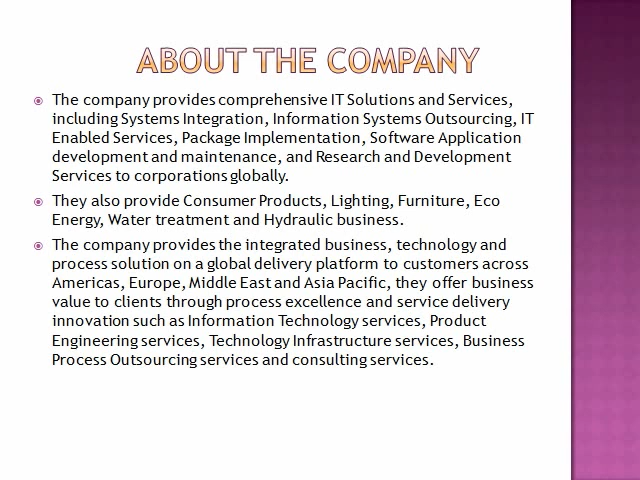 ABOUT THE COMPANY
The company provides comprehensive IT Solutions and Services,
including Systems Integration, Information Systems Outsourcing, IT
Enabled Services, Package Implementation, Software Application
development and maintenance, and Research and Development
Services to corporations globally.
They also provide Consumer Products, Lighting, Furniture, Eco
Energy, Water treatment and Hydraulic business.
The company provides the integrated business, technology and
process solution on a global delivery platform to customers across
Americas, Europe, Middle East and Asia Pacific, they offer business
value to clients through process excellence and service delivery
innovation such as Information Technology services, Product
Engineering services, Technology Infrastructure services, Business
Process Outsourcing services and consulting services.